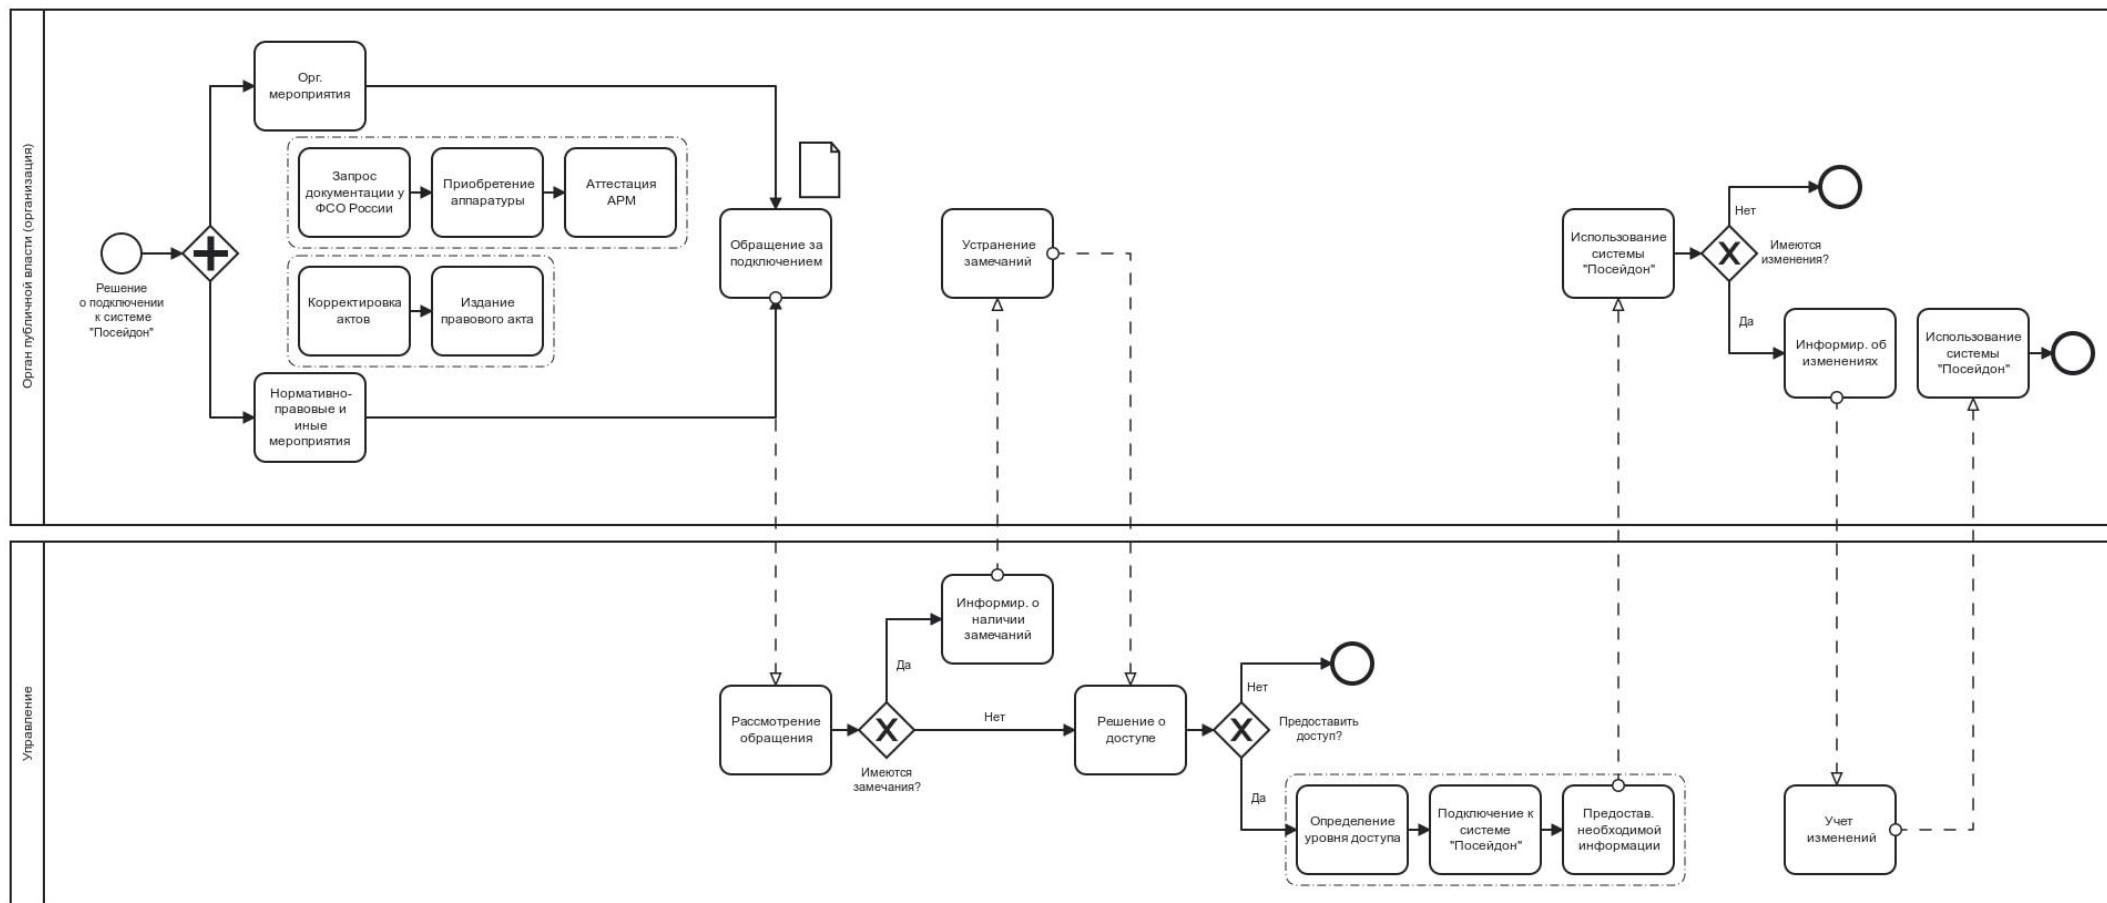 Орган публичной власти (организация)
Решение
о подключении
к системе
"Посейдон"
Орг.
мероприятия
Запрос
документации у
ФСО России
Приобретение
аппаратуры
Аттестация
АРМ
Корректировка
актов
Издание
правового акта
Нормативно-
правовые и
иные
мероприятия
Обращение за
подключением
Устранение
замечаний
Использование
системы
"Посейдон"
Нет
Имеются
изменения?
Да
Информир. об
изменениях
Использование
системы
"Посейдон"
Управление
Рассмотрение
обращения
Имеются
замечания?
Да
Информир. о
наличии
замечаний
Нет
Решение о
доступе
Нет
Предоставить
доступ?
Да
Определение
уровня доступа
Подключение к
системе
"Посейдон"
Предостав.
необходимой
информации
Учет
изменений